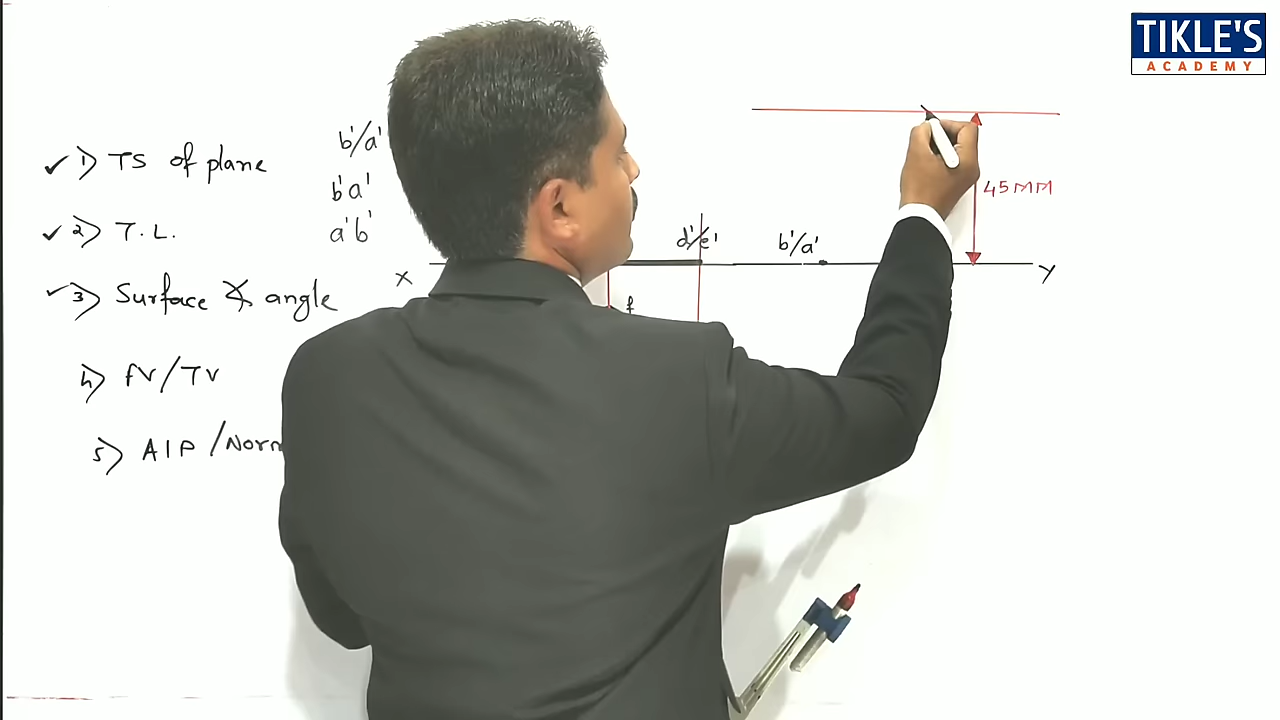 TIKLE'S
ACADEMY
✓ 1) TS of plane
b'/a'
b'a'
✓ 2) T.L.
a'b'
✓ 3) Surface ∠ angle
4) FV/TV
5) AIP /Norm
X
d'/e'
b'/a'
Y
f
45MM